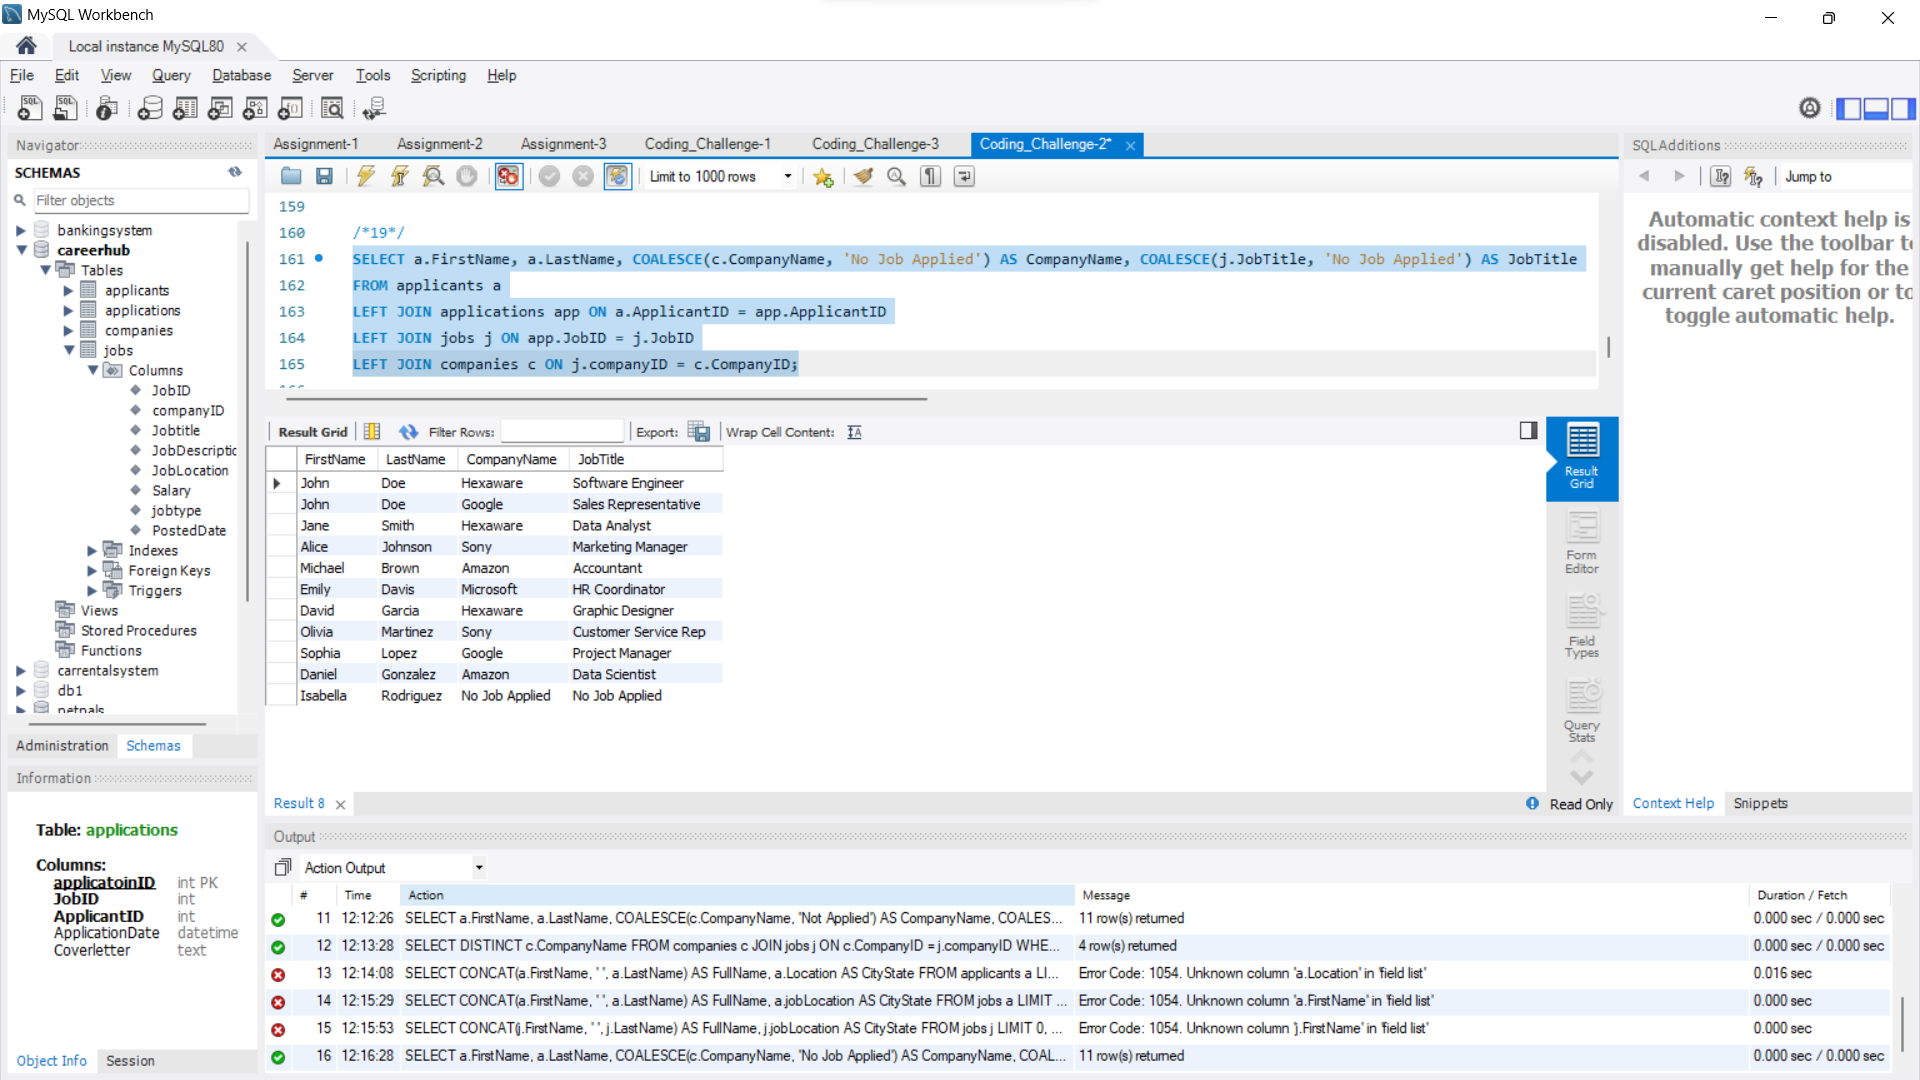 MySQL Workbench
Local instance MySQL80
File Edit View Query Database Server Tools Scripting Help
Navigator
SCHEMAS
Filter objects
bankingsystem
careerhub
Tables
applicants
applications
companies
jobs
Columns
JobID
companyID
Jobtitle
JobDescriptic
JobLocation
Salary
jobtype
PostedDate
Indexes
Foreign Keys
Triggers
Views
Stored Procedures
Functions
carrentalsystem
db1
netpals
Administration Schemas
Information
Table: applications
Columns:
applicatoinID int PK
JobID int
ApplicantID int
ApplicationDate datetime
Coverletter text
Object Info Session
Assignment-1 Assignment-2 Assignment-3 Coding_Challenge-1 Coding_Challenge-3 Coding_Challenge-2*
Limit to 1000 rows
159
160 /*19*/
161 SELECT a.FirstName, a.LastName, COALESCE(c.CompanyName, 'No Job Applied') AS CompanyName, COALESCE(j.JobTitle, 'No Job Applied') AS JobTitle
162 FROM applicants a
163 LEFT JOIN applications app ON a.ApplicantID = app.ApplicantID
164 LEFT JOIN jobs j ON app.JobID = j.JobID
165 LEFT JOIN companies c ON j.companyID = c.CompanyID;
Result Grid Filter Rows: Export: Wrap Cell Content:
FirstName LastName CompanyName JobTitle
John Doe Hexaware Software Engineer
John Doe Google Sales Representative
Jane Smith Hexaware Data Analyst
Alice Johnson Sony Marketing Manager
Michael Brown Amazon Accountant
Emily Davis Microsoft HR Coordinator
David Garcia Hexaware Graphic Designer
Olivia Martinez Sony Customer Service Rep
Sophia Lopez Google Project Manager
Daniel Gonzalez Amazon Data Scientist
Isabella Rodriguez No Job Applied No Job Applied
Result
Grid
Form
Editor
Field
Types
Query
Stats
Result 8
Read Only
SQLAdditions
Jump to
Automatic context help is
disabled. Use the toolbar to
manually get help for the
current caret position or to
toggle automatic help.
Context Help Snippets
Output
Action Output
# Time Action Message Duration / Fetch
11 12:12:26 SELECT a.FirstName, a.LastName, COALESCE(c.CompanyName, 'Not Applied') AS CompanyName, COALES... 11 row(s) returned 0.000 sec / 0.000 sec
12 12:13:28 SELECT DISTINCT c.CompanyName FROM companies c JOIN jobs j ON c.CompanyID = j.companyID WHE... 4 row(s) returned 0.000 sec / 0.000 sec
13 12:14:08 SELECT CONCAT(a.FirstName, ' ', a.LastName) AS FullName, a.Location AS CityState FROM applicants a LI... Error Code: 1054. Unknown column 'a.Location' in 'field list' 0.016 sec
14 12:15:29 SELECT CONCAT(a.FirstName, ' ', a.LastName) AS FullName, a.jobLocation AS CityState FROM jobs a LIMIT ... Error Code: 1054. Unknown column 'a.FirstName' in 'field list' 0.000 sec
15 12:15:53 SELECT CONCAT(j.FirstName, ' ', j.LastName) AS FullName, j.jobLocation AS CityState FROM jobs j LIMIT 0, ... Error Code: 1054. Unknown column 'j.FirstName' in 'field list' 0.000 sec
16 12:16:28 SELECT a.FirstName, a.LastName, COALESCE(c.CompanyName, 'No Job Applied') AS CompanyName, COAL... 11 row(s) returned 0.000 sec / 0.000 sec